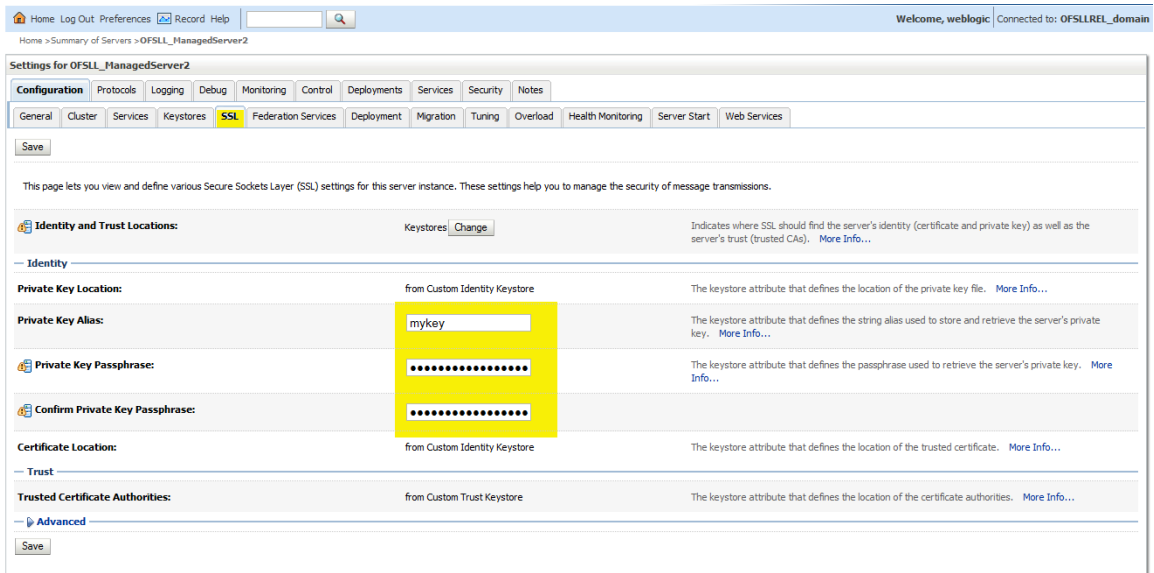 Home Log Out Preferences Record Help
Welcome, weblogic Connected to: OFSLLREL_domain
Home >Summary of Servers >OFSLL_ManagedServer2
Settings for OFSLL_ManagedServer2
Configuration Protocols Logging Debug Monitoring Control Deployments Services Security Notes
General Cluster Services Keystores SSL Federation Services Deployment Migration Tuning Overload Health Monitoring Server Start Web Services
Save
This page lets you view and define various Secure Sockets Layer (SSL) settings for this server instance. These settings help you to manage the security of message transmissions.
Identity and Trust Locations:
Keystores Change
Indicates where SSL should find the server's identity (certificate and private key) as well as the
server's trust (trusted CAs). More Info...
Identity
Private Key Location:
from Custom Identity Keystore
The keystore attribute that defines the location of the private key file. More Info...
Private Key Alias:
mykey
The keystore attribute that defines the string alias used to store and retrieve the server's private
key. More Info...
Private Key Passphrase:
●●●●●●●●●●●●●●●●●
The keystore attribute that defines the passphrase used to retrieve the server's private key. More
Info...
Confirm Private Key Passphrase:
●●●●●●●●●●●●●●●●●
Certificate Location:
from Custom Identity Keystore
The keystore attribute that defines the location of the trusted certificate. More Info...
Trust
Trusted Certificate Authorities:
from Custom Trust Keystore
The keystore attribute that defines the location of the certificate authorities. More Info...
Advanced
Save